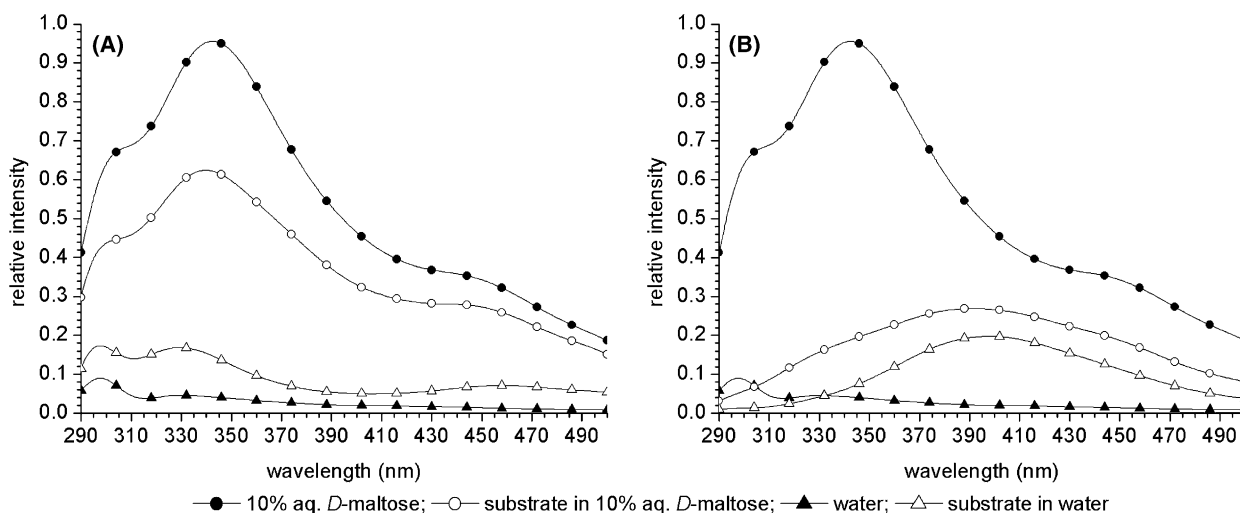 (A)
relative intensity
1.0
0.9
0.8
0.7
0.6
0.5
0.4
0.3
0.2
0.1
0.0
290 310 330 350 370 390 410 430 450 470 490
wavelength (nm)
(B)
relative intensity
1.0
0.9
0.8
0.7
0.6
0.5
0.4
0.3
0.2
0.1
0.0
290 310 330 350 370 390 410 430 450 470 490
wavelength (nm)
10% aq. D-maltose; substrate in 10% aq. D-maltose; water; substrate in water